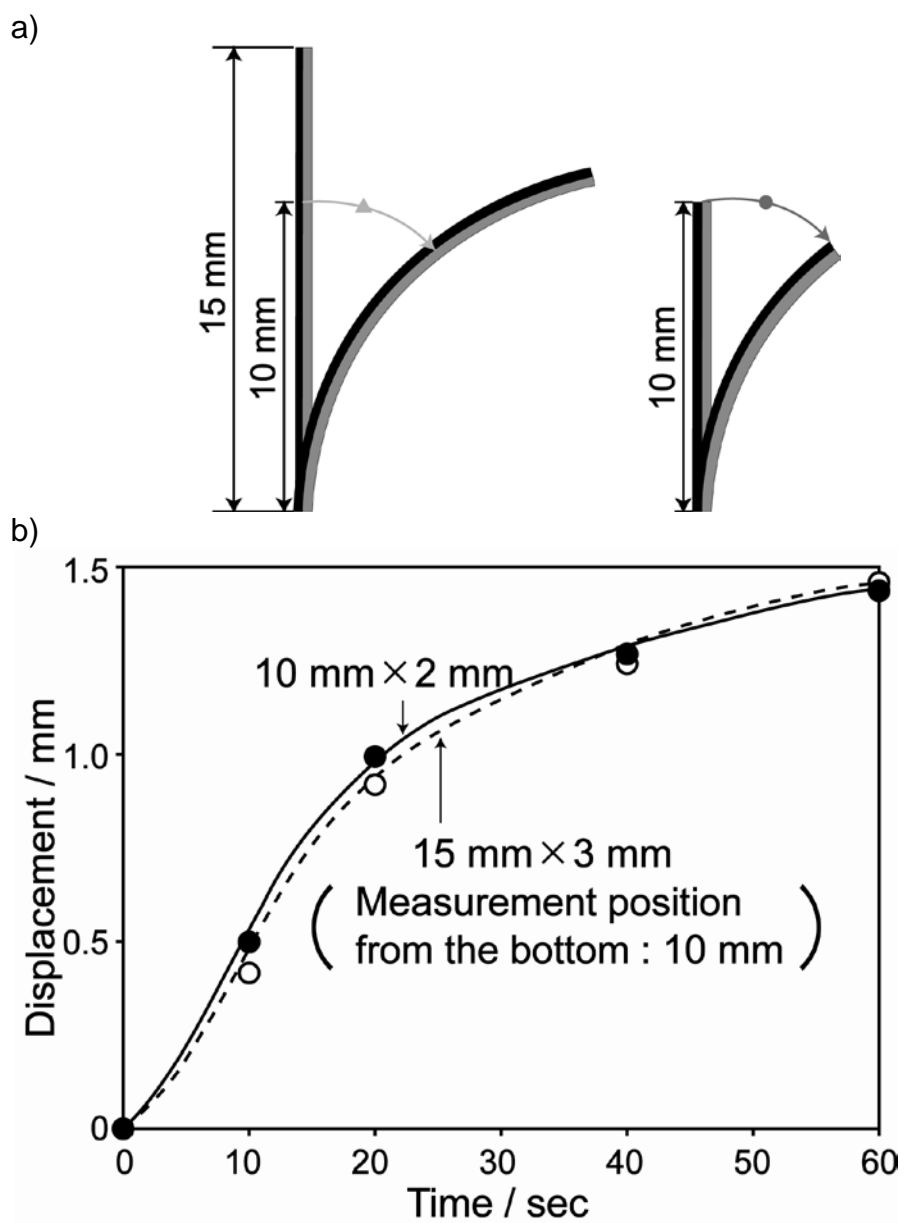 a)
15 mm
10 mm
10 mm
b)
1.5
1.0
0.5
0
Displacement / mm
10 mm×2 mm
15 mm×3 mm
(Measurement position
from the bottom : 10 mm)
0 10 20 30 40 50 60
Time / sec